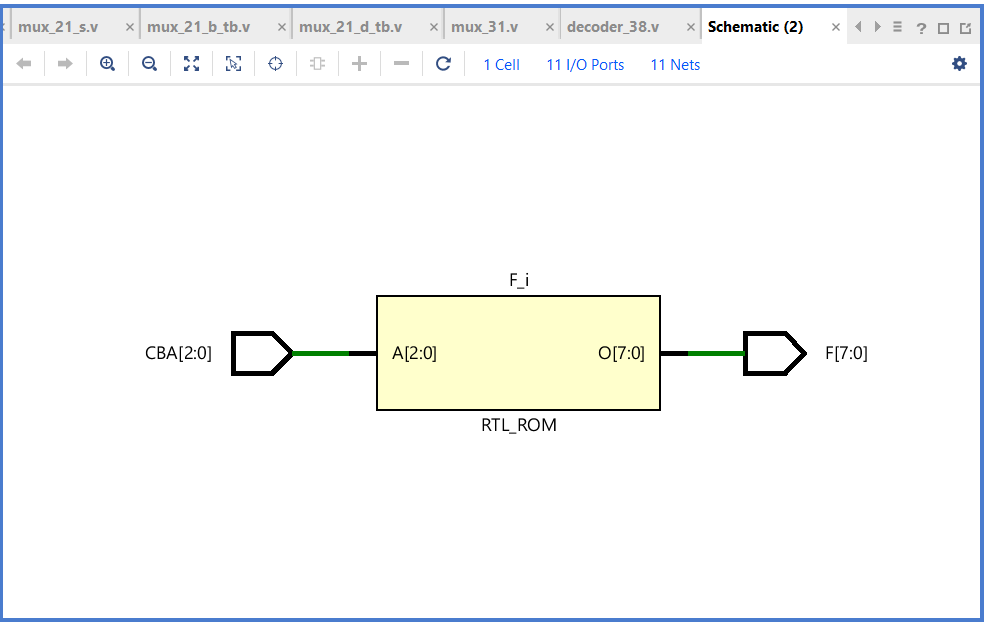 mux_21_s.v × mux_21_b_tb.v × mux_21_d_tb.v × mux_31.v × decoder_38.v × Schematic (2) × ?
1 Cell 11 I/O Ports 11 Nets
F_i
CBA[2:0] A[2:0] O[7:0] F[7:0]
RTL_ROM